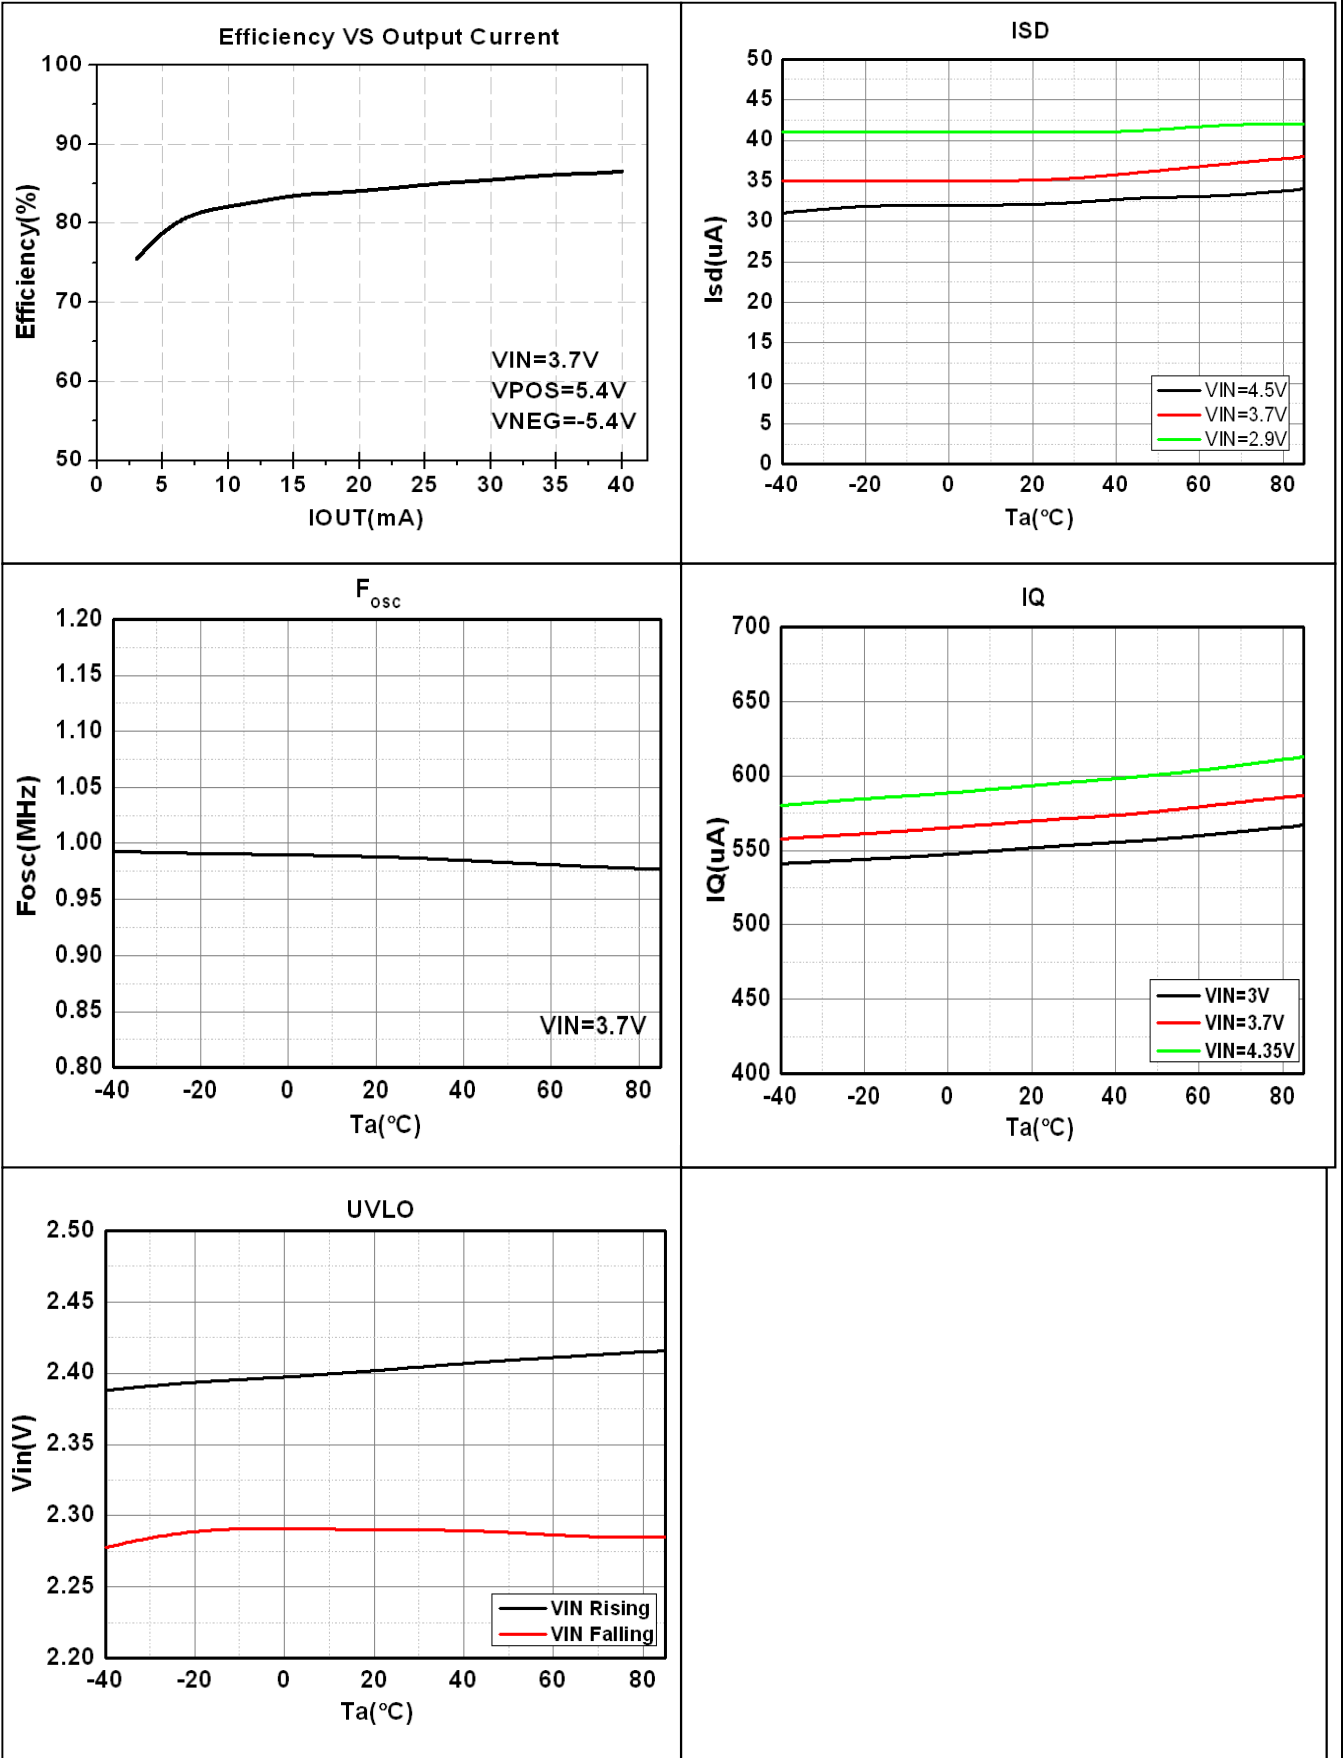 Efficiency VS Output Current
100
90
80
70
60
50
Efficiency(%)
VIN=3.7V
VPOS=5.4V
VNEG=-5.4V
0 5 10 15 20 25 30 35 40
IOUT(mA)
ISD
50
45
40
35
30
25
20
15
10
5
0
Isd(uA)
VIN=4.5V
VIN=3.7V
VIN=2.9V
-40 -20 0 20 40 60 80
Ta(°C)
Fosc
1.20
1.15
1.10
1.05
1.00
0.95
0.90
0.85
0.80
Fosc(MHz)
VIN=3.7V
-40 -20 0 20 40 60 80
Ta(°C)
IQ
700
650
600
550
500
450
400
IQ(uA)
VIN=3V
VIN=3.7V
VIN=4.35V
-40 -20 0 20 40 60 80
Ta(°C)
UVLO
2.50
2.45
2.40
2.35
2.30
2.25
2.20
Vin(V)
VIN Rising
VIN Falling
-40 -20 0 20 40 60 80
Ta(°C)